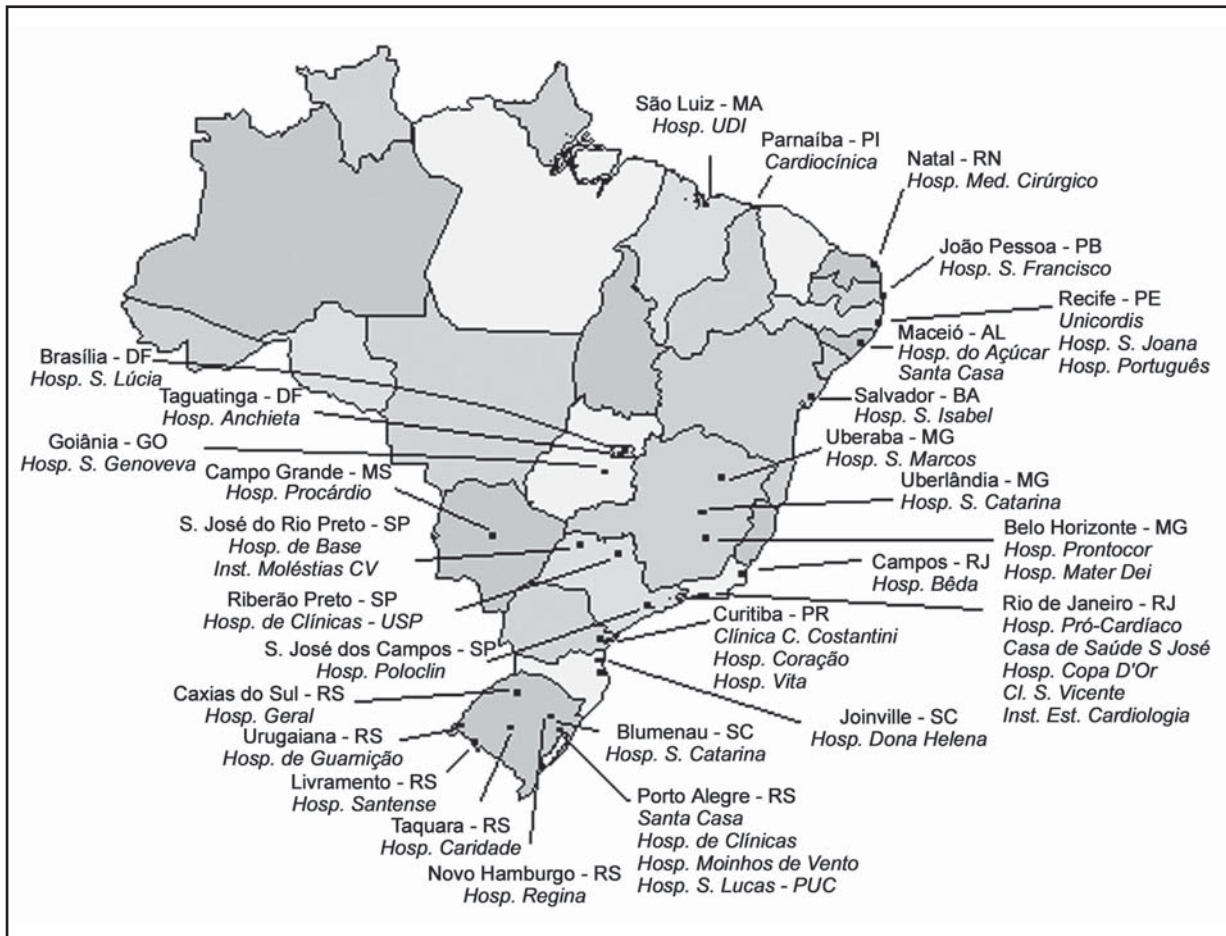 São Luiz - MA
Hosp. UDI
Parnaíba - PI
Cardiocínica
Natal - RN
Hosp. Med. Cirúrgico
João Pessoa - PB
Hosp. S. Francisco
Recife - PE
Unicordis
Hosp. S. Joana
Hosp. Português
Maceió - AL
Hosp. do Açúcar
Santa Casa
Salvador - BA
Hosp. S. Isabel
Brasília - DF
Hosp. S. Lúcia
Taguatinga - DF
Hosp. Anchieta
Goiânia - GO
Hosp. S. Genoveva
Campo Grande - MS
Hosp. Procárdio
S. José do Rio Preto - SP
Hosp. de Base
Inst. Moléstias CV
Riberão Preto - SP
Hosp. de Clínicas - USP
S. José dos Campos - SP
Hosp. Poloclin
Uberaba - MG
Hosp. S. Marcos
Uberlândia - MG
Hosp. S. Catarina
Belo Horizonte - MG
Hosp. Prontocor
Hosp. Mater Dei
Campos - RJ
Hosp. Bêda
Rio de Janeiro - RJ
Hosp. Pró-Cardíaco
Casa de Saúde S José
Hosp. Copa D'Or
Cl. S. Vicente
Inst. Est. Cardiologia
Curitiba - PR
Clínica C. Costantini
Hosp. Coração
Hosp. Vita
Joinville - SC
Hosp. Dona Helena
Caxias do Sul - RS
Hosp. Geral
Urugaiana - RS
Hosp. de Guarnição
Livramento - RS
Hosp. Santense
Taquara - RS
Hosp. Caridade
Novo Hamburgo - RS
Hosp. Regina
Blumenau - SC
Hosp. S. Catarina
Porto Alegre - RS
Santa Casa
Hosp. de Clínicas
Hosp. Moinhos de Vento
Hosp. S. Lucas - PUC